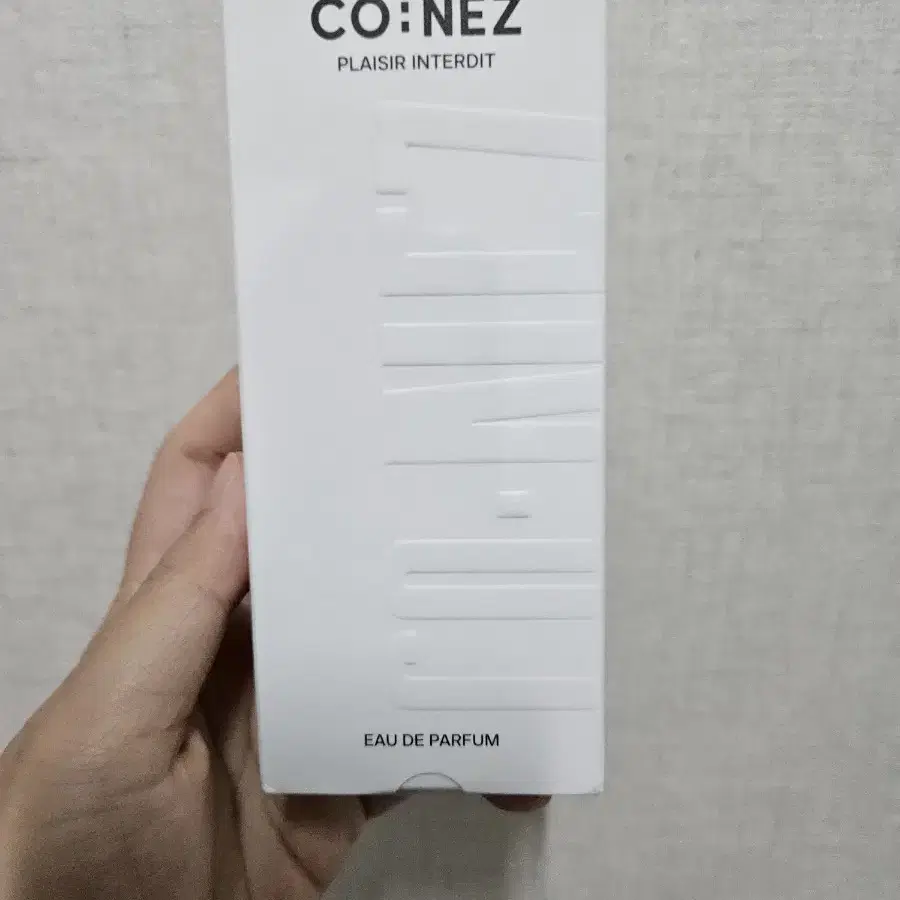 CO:NEZ
PLAISIR INTERDIT
EAU DE PARFUM